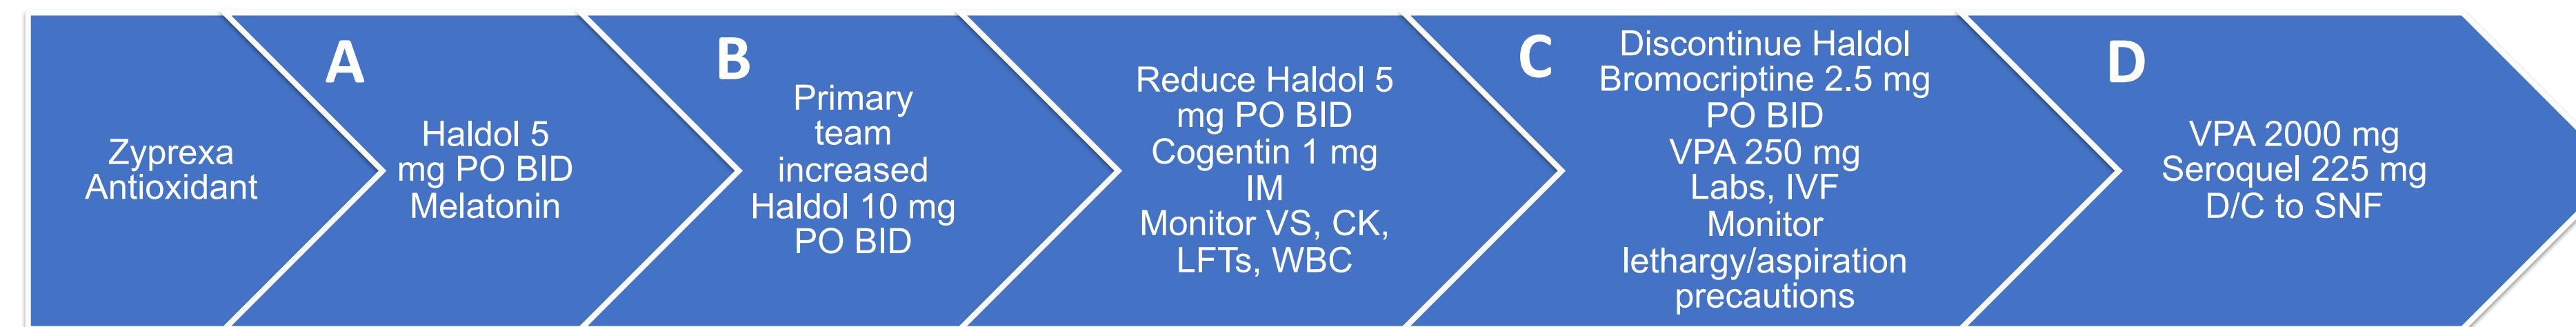 Zyprexa
Antioxidant
A
Haldol 5
mg PO BID
Melatonin
B
Primary
team
increased
Haldol 10 mg
PO BID
Reduce Haldol 5
mg PO BID
Cogentin 1 mg
IM
Monitor VS, CK,
LFTs, WBC
C
Discontinue Haldol
Bromocriptine 2.5 mg
PO BID
VPA 250 mg
Labs, IVF
Monitor
lethargy/aspiration
precautions
D
VPA 2000 mg
Seroquel 225 mg
D/C to SNF